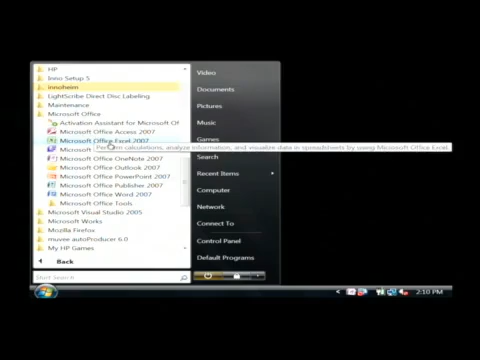 HP
Inno Setup 5
innoheim
LightScribe Direct Disc Labeling
Maintenance
Microsoft Office
Activation Assistant for Microsoft Of
Microsoft Office Access 2007
Microsoft Office Excel 2007
Perform calculations, analyze information, and visualize data in spreadsheets by using Microsoft Office Excel.
Microsoft
Microsoft Office OneNote 2007
Microsoft Office Outlook 2007
Microsoft Office PowerPoint 2007
Microsoft Office Publisher 2007
Microsoft Office Word 2007
Microsoft Office Tools
Microsoft Visual Studio 2005
Microsoft Works
Mozilla Firefox
muvee autoProducer 6.0
My HP Games
Back
Start Search
Video
Documents
Pictures
Music
Games
Search
Recent Items
Computer
Network
Connect To
Control Panel
Default Programs
2:10 PM